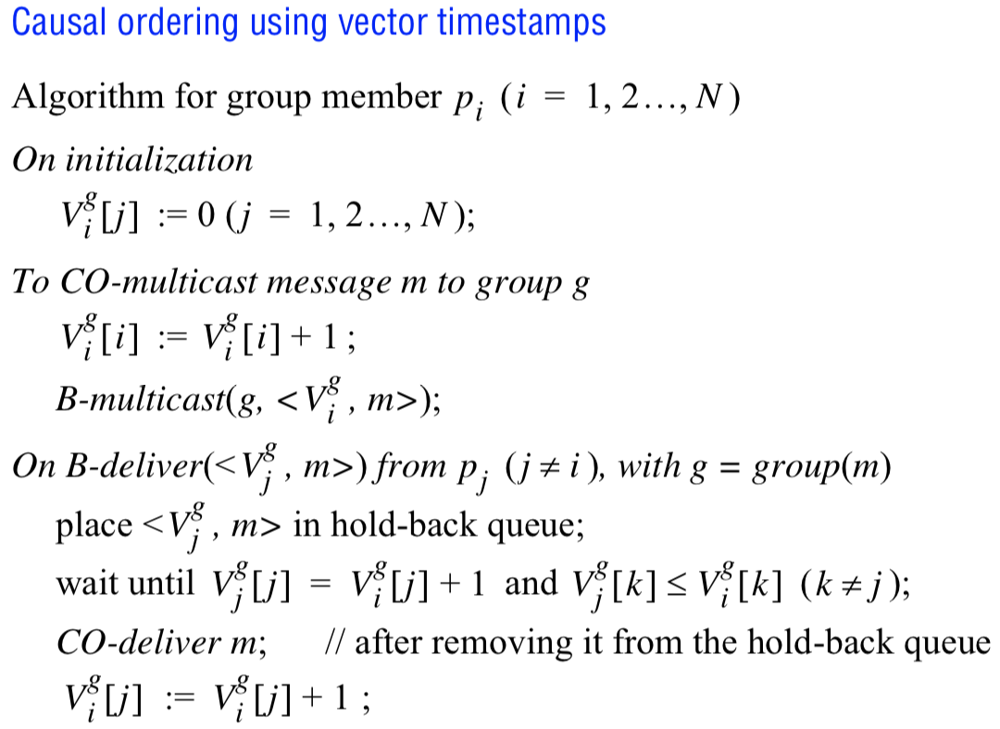 Causal ordering using vector timestamps
Algorithm for group member p_i (i = 1, 2..., N)
On initialization
V_i^g[j] := 0 (j = 1, 2..., N);
To CO-multicast message m to group g
V_i^g[i] := V_i^g[i] + 1 ;
B-multicast(g, <V_i^g , m>);
On B-deliver(<V_j^g , m>) from p_j (j ≠ i), with g = group(m)
place <V_j^g , m> in hold-back queue;
wait until V_j^g[j] = V_i^g[j] + 1 and V_j^g[k] ≤ V_i^g[k] (k ≠ j);
CO-deliver m; // after removing it from the hold-back queue
V_i^g[j] := V_i^g[j] + 1 ;